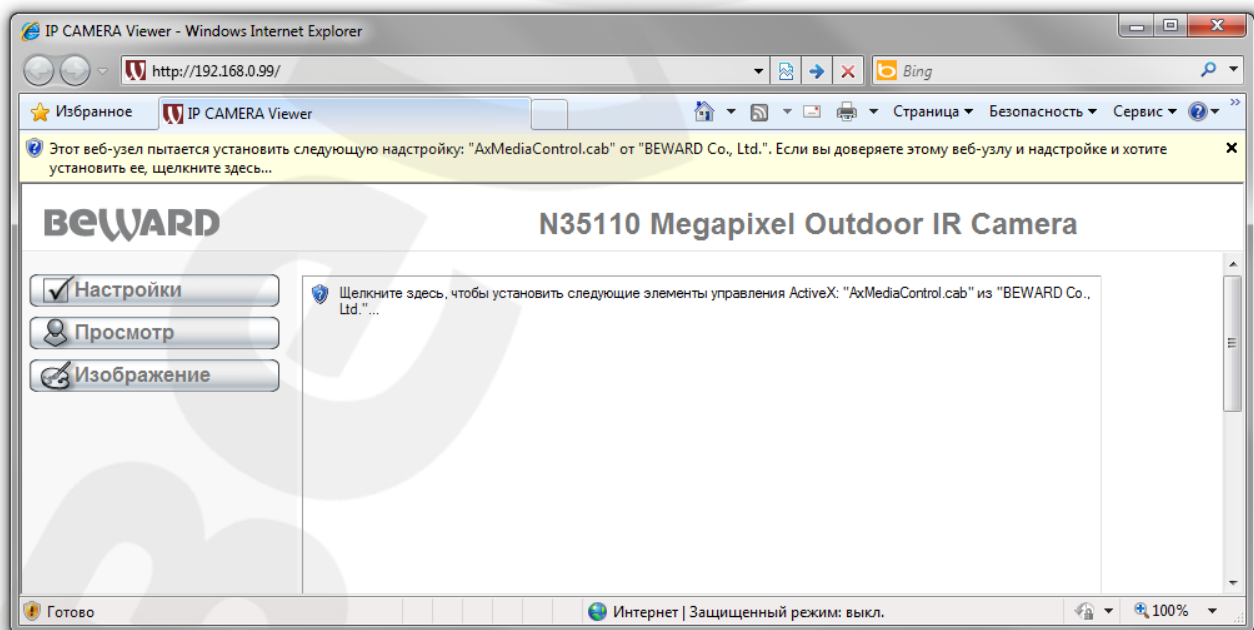 IP CAMERA Viewer - Windows Internet Explorer
http://192.168.0.99/
Bing
Избранное
IP CAMERA Viewer
Страница
Безопасность
Сервис
Этот веб-узел пытается установить следующую надстройку: "AxMediaControl.cab" от "BEWARD Co., Ltd.". Если вы доверяете этому веб-узлу и надстройке и хотите
установить ее, щелкните здесь...
BEWARD
N35110 Megapixel Outdoor IR Camera
Настройки
Просмотр
Изображение
Щелкните здесь, чтобы установить следующие элементы управления ActiveX: "AxMediaControl.cab" из "BEWARD Co.,
Ltd."...
Готово
Интернет | Защищенный режим: выкл.
100%